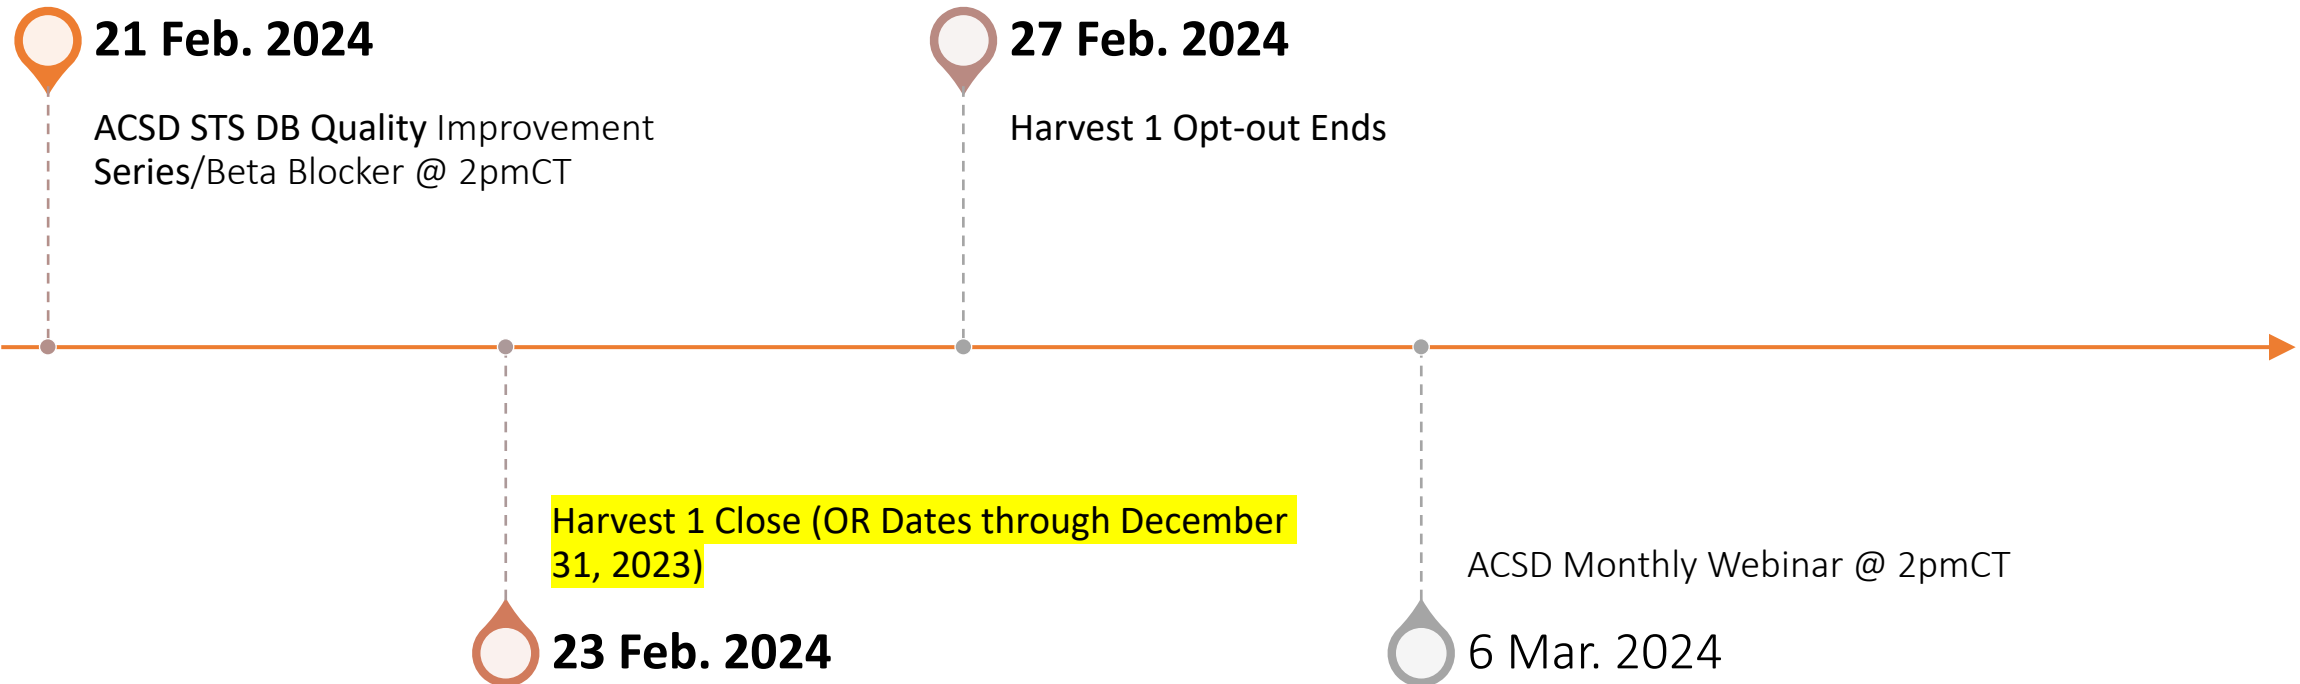 21 Feb. 2024
ACSD STS DB Quality Improvement
Series/Beta Blocker @ 2pmCT
27 Feb. 2024
Harvest 1 Opt-out Ends
Harvest 1 Close (OR Dates through December
31, 2023)
23 Feb. 2024
ACSD Monthly Webinar @ 2pmCT
6 Mar. 2024